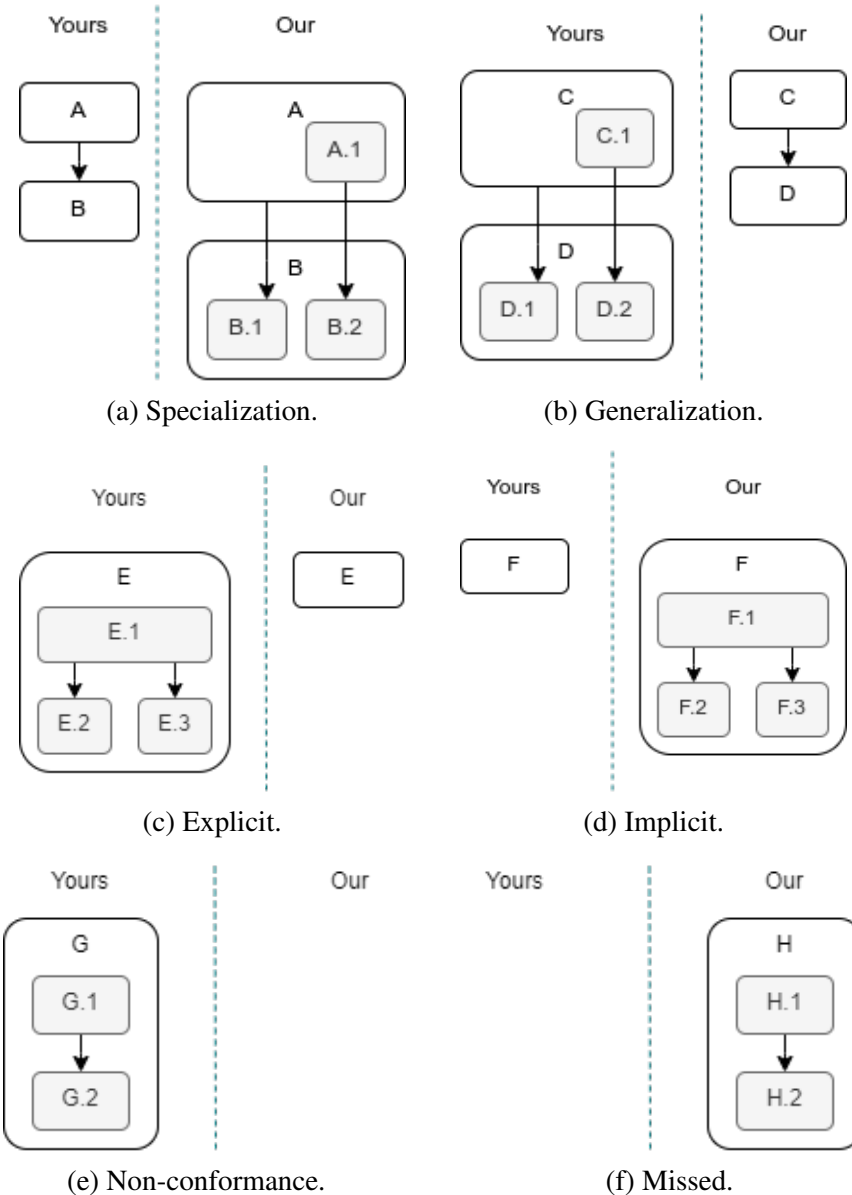 Yours
Our
A
B
A
A.1
B
B.1
B.2
(a) Specialization.
Yours
Our
C
C.1
D
D.1
D.2
C
D
(b) Generalization.
Yours
Our
E
E.1
E.2
E.3
E
(c) Explicit.
Yours
Our
F
F
F.1
F.2
F.3
(d) Implicit.
Yours
Our
G
G.1
G.2
(e) Non-conformance.
Yours
Our
H
H.1
H.2
(f) Missed.